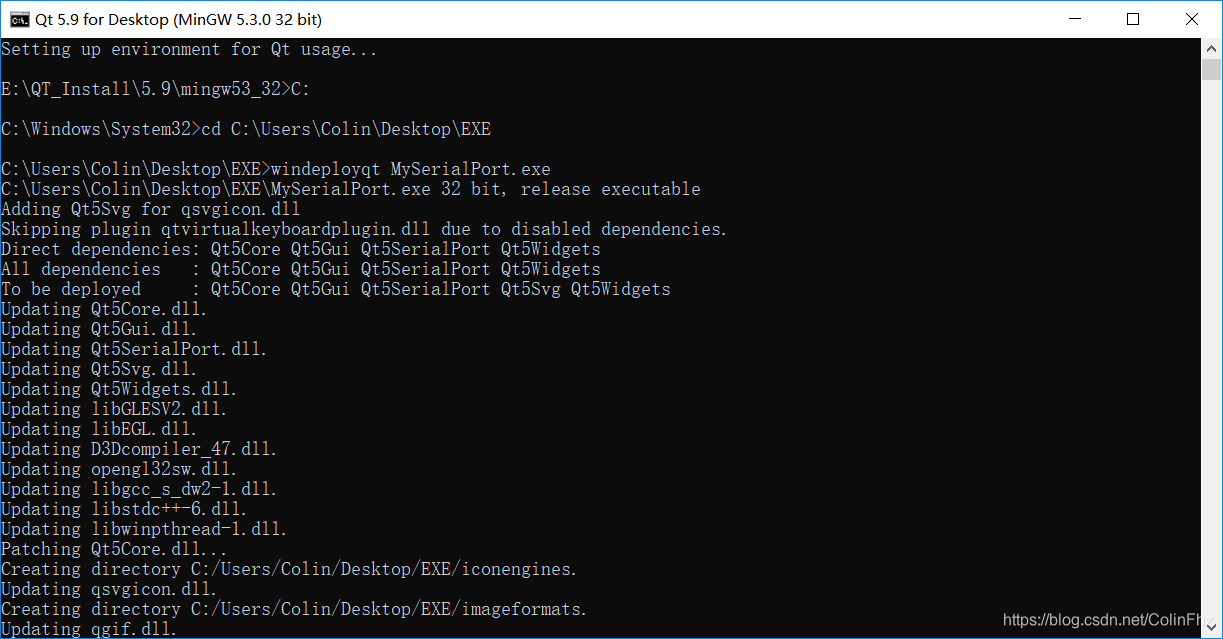 Qt 5.9 for Desktop (MinGW 5.3.0 32 bit)
Setting up environment for Qt usage...
E:\QT_Install\5.9\mingw53_32>C:
C:\Windows\System32>cd C:\Users\Colin\Desktop\EXE
C:\Users\Colin\Desktop\EXE>windeployqt MySerialPort.exe
C:\Users\Colin\Desktop\EXE\MySerialPort.exe 32 bit, release executable
Adding Qt5Svg for qsvgicon.dll
Skipping plugin qtvirtualkeyboardplugin.dll due to disabled dependencies.
Direct dependencies: Qt5Core Qt5Gui Qt5SerialPort Qt5Widgets
All dependencies   : Qt5Core Qt5Gui Qt5SerialPort Qt5Widgets
To be deployed     : Qt5Core Qt5Gui Qt5SerialPort Qt5Svg Qt5Widgets
Updating Qt5Core.dll.
Updating Qt5Gui.dll.
Updating Qt5SerialPort.dll.
Updating Qt5Svg.dll.
Updating Qt5Widgets.dll.
Updating libGLESV2.dll.
Updating libEGL.dll.
Updating D3Dcompiler_47.dll.
Updating opengl32sw.dll.
Updating libgcc_s_dw2-1.dll.
Updating libstdc++-6.dll.
Updating libwinpthread-1.dll.
Patching Qt5Core.dll...
Creating directory C:/Users/Colin/Desktop/EXE/iconengines.
Updating qsvgicon.dll.
Creating directory C:/Users/Colin/Desktop/EXE/imageformats.
Updating qgif.dll.